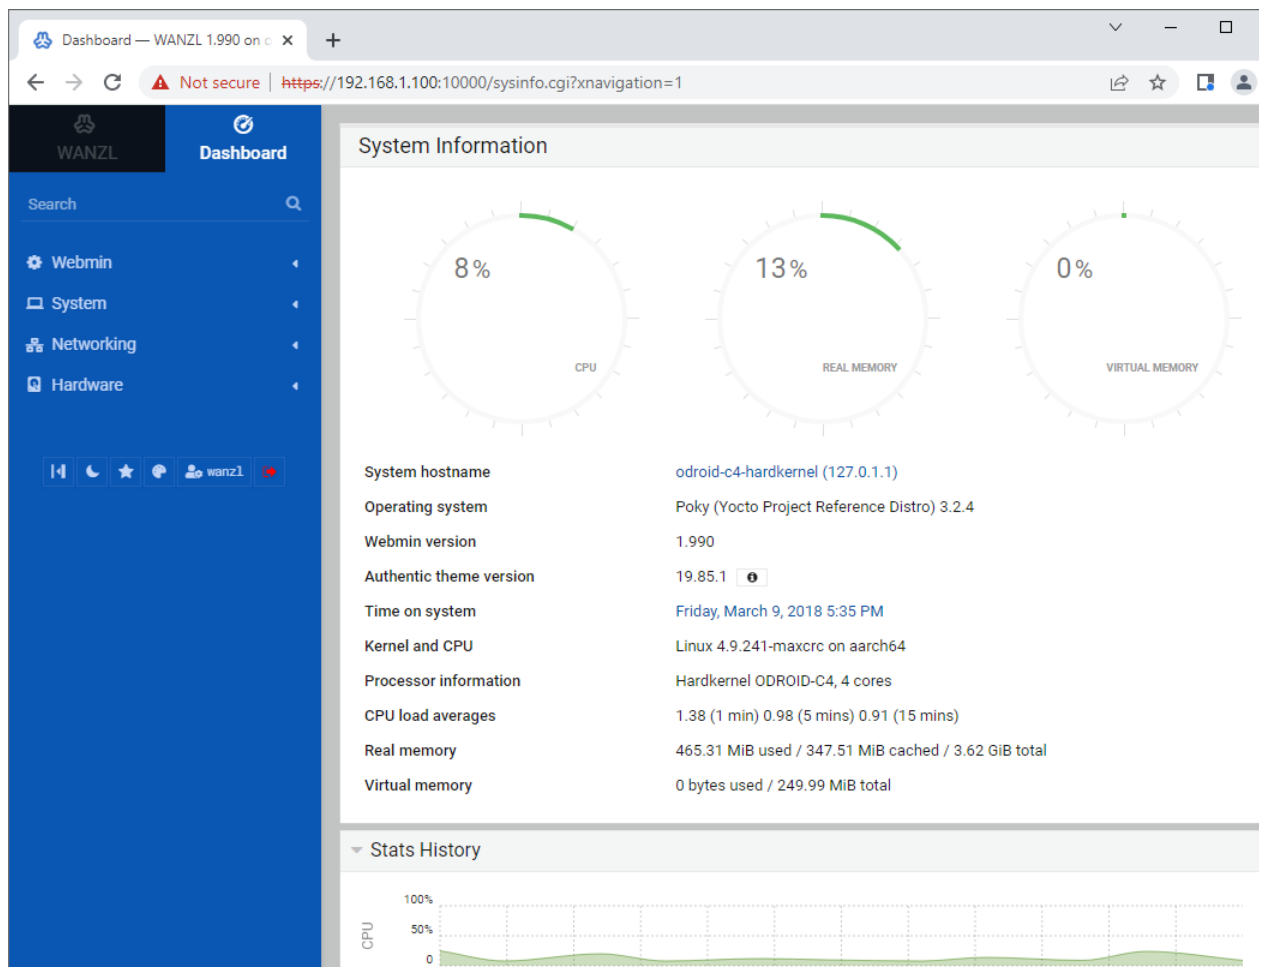 Dashboard — WANZL 1.990 on
Not secure https://192.168.1.100:10000/sysinfo.cgi?xnavigation=1
WANZL
Dashboard
Search
Webmin
System
Networking
Hardware
wanzl
System Information
8%
CPU
13%
REAL MEMORY
0%
VIRTUAL MEMORY
System hostname odroid-c4-hardkernel (127.0.1.1)
Operating system Poky (Yocto Project Reference Distro) 3.2.4
Webmin version 1.990
Authentic theme version 19.85.1
Time on system Friday, March 9, 2018 5:35 PM
Kernel and CPU Linux 4.9.241-maxcrc on aarch64
Processor information Hardkernel ODROID-C4, 4 cores
CPU load averages 1.38 (1 min) 0.98 (5 mins) 0.91 (15 mins)
Real memory 465.31 MiB used / 347.51 MiB cached / 3.62 GiB total
Virtual memory 0 bytes used / 249.99 MiB total
Stats History
CPU
100%
50%
0